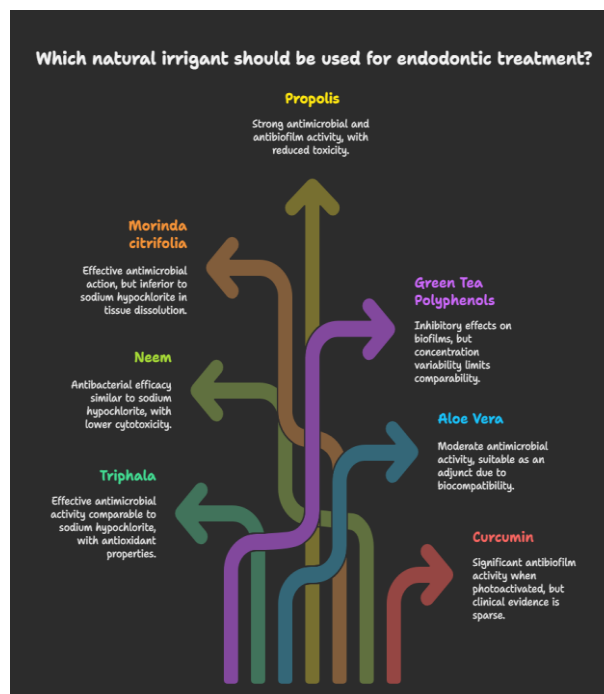 Which natural irrigant should be used for endodontic treatment?
Propolis
Strong antimicrobial and
antibiofilm activity, with
reduced toxicity.
Morinda
citrifolia
Effective antimicrobial
action, but inferior to
sodium hypochlorite in
tissue dissolution.
Green Tea
Polyphenols
Inhibitory effects on
biofilms, but
concentration
variability limits
comparability.
Neem
Antibacterial efficacy
similar to sodium
hypochlorite, with
lower cytotoxicity.
Aloe Vera
Moderate antimicrobial
activity, suitable as an
adjunct due to
biocompatibility.
Triphala
Effective antimicrobial
activity comparable to
sodium hypochlorite,
with antioxidant
properties.
Curcumin
Significant antibiofilm
activity when
photoactivated, but
clinical evidence is
sparse.